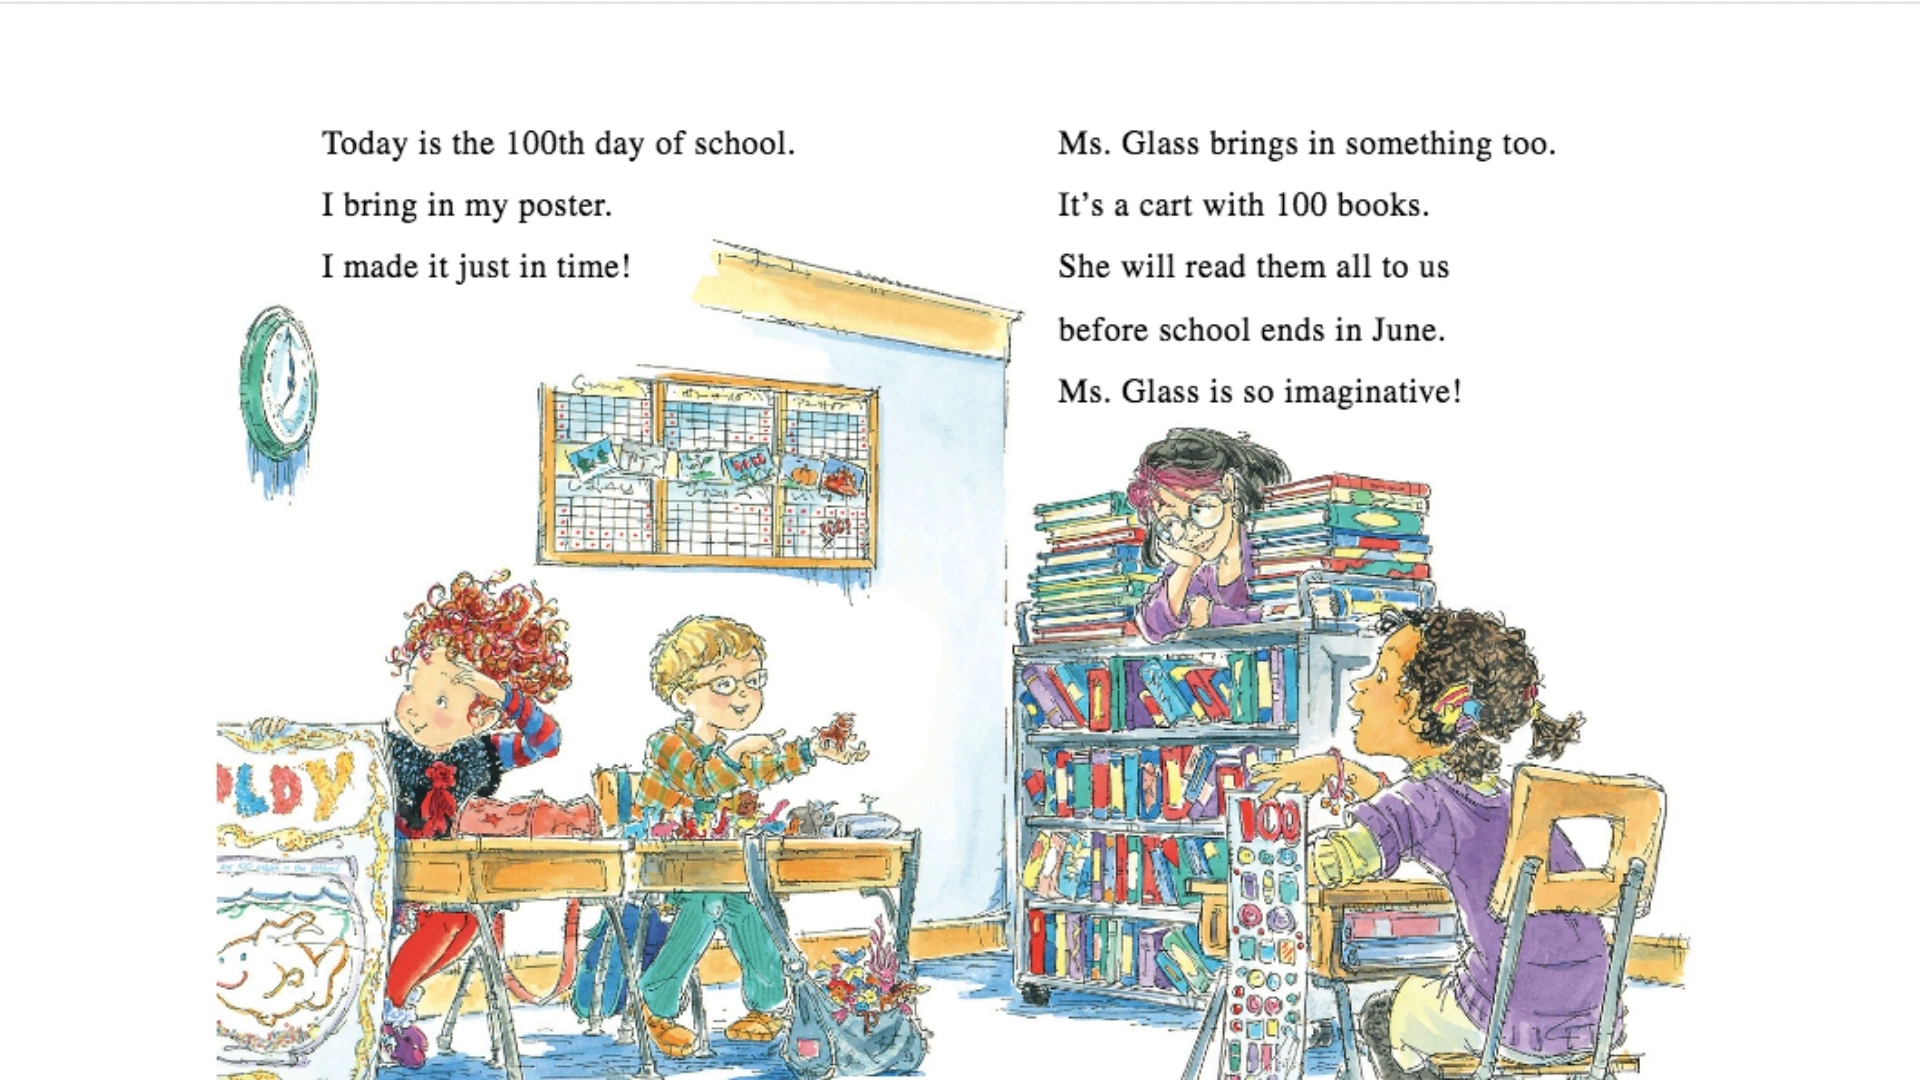 Today is the 100th day of school.
I bring in my poster.
I made it just in time!
Ms. Glass brings in something too.
It’s a cart with 100 books.
She will read them all to us
before school ends in June.
Ms. Glass is so imaginative!
100